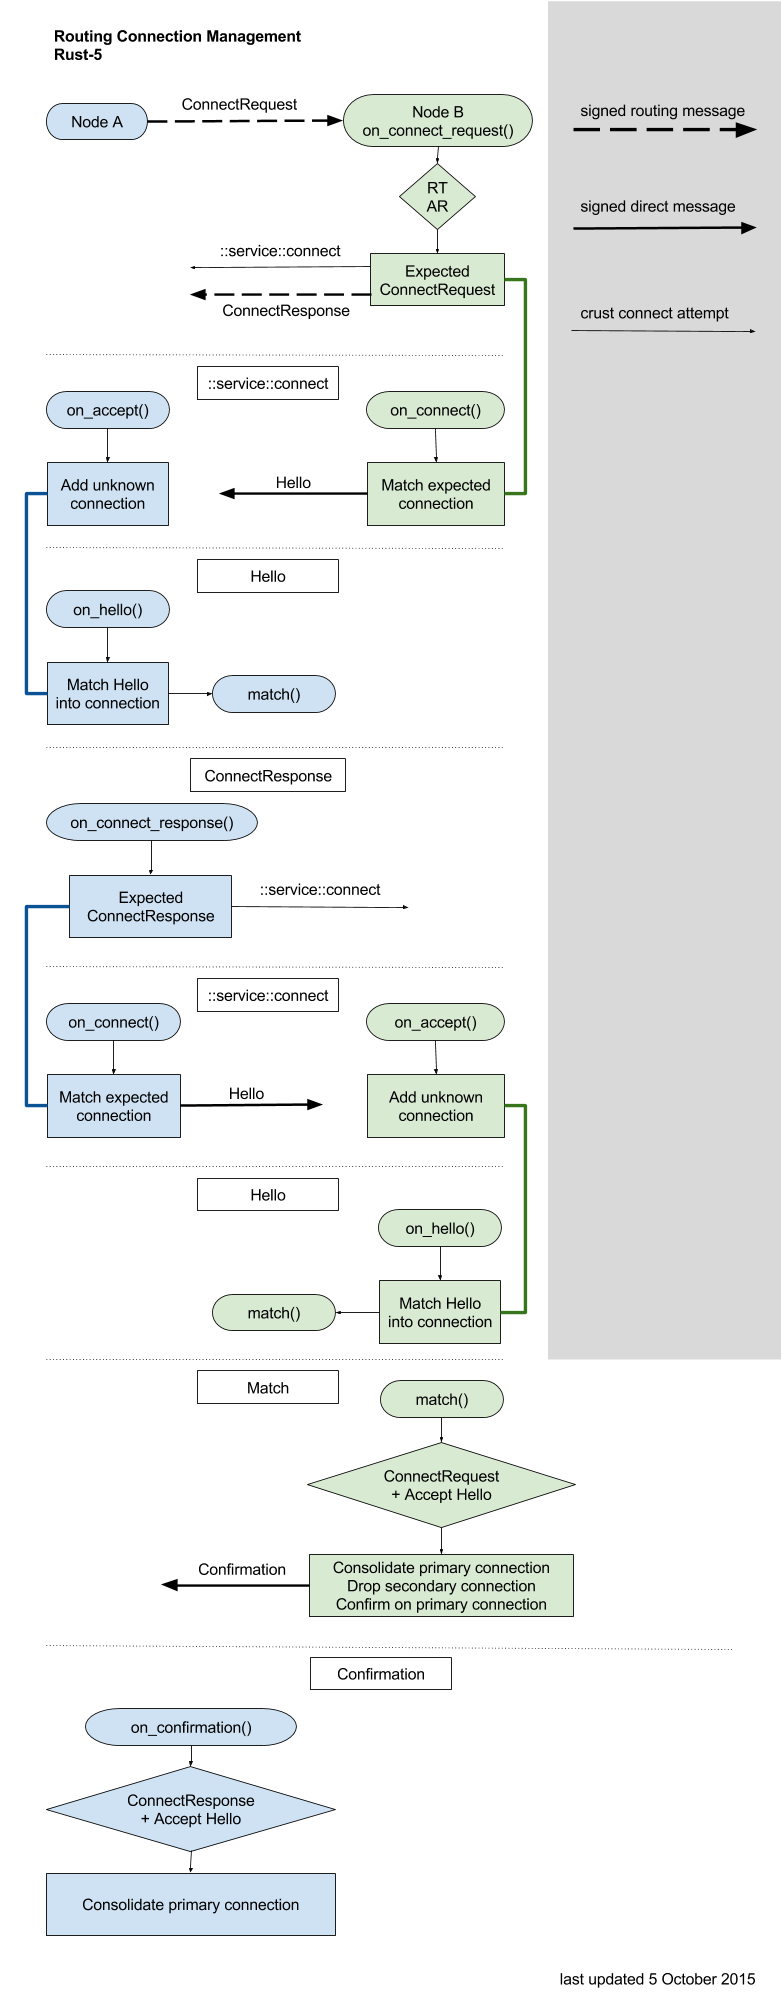 Routing Connection Management
Rust-5
ConnectRequest
Node A
Node B
on_connect_request()
signed routing message
RT
AR
signed direct message
::service::connect
Expected
ConnectRequest
ConnectResponse
crust connect attempt
::service::connect
on_accept()
on_connect()
Add unknown
connection
Hello
Match expected
connection
Hello
on_hello()
Match Hello
into connection
match()
ConnectResponse
on_connect_response()
Expected
ConnectResponse
::service::connect
::service::connect
on_connect()
on_accept()
Match expected
connection
Hello
Add unknown
connection
Hello
on_hello()
match()
Match Hello
into connection
Match
match()
ConnectRequest
+ Accept Hello
Confirmation
Consolidate primary connection
Drop secondary connection
Confirm on primary connection
Confirmation
on_confirmation()
ConnectResponse
+ Accept Hello
Consolidate primary connection
last updated 5 October 2015